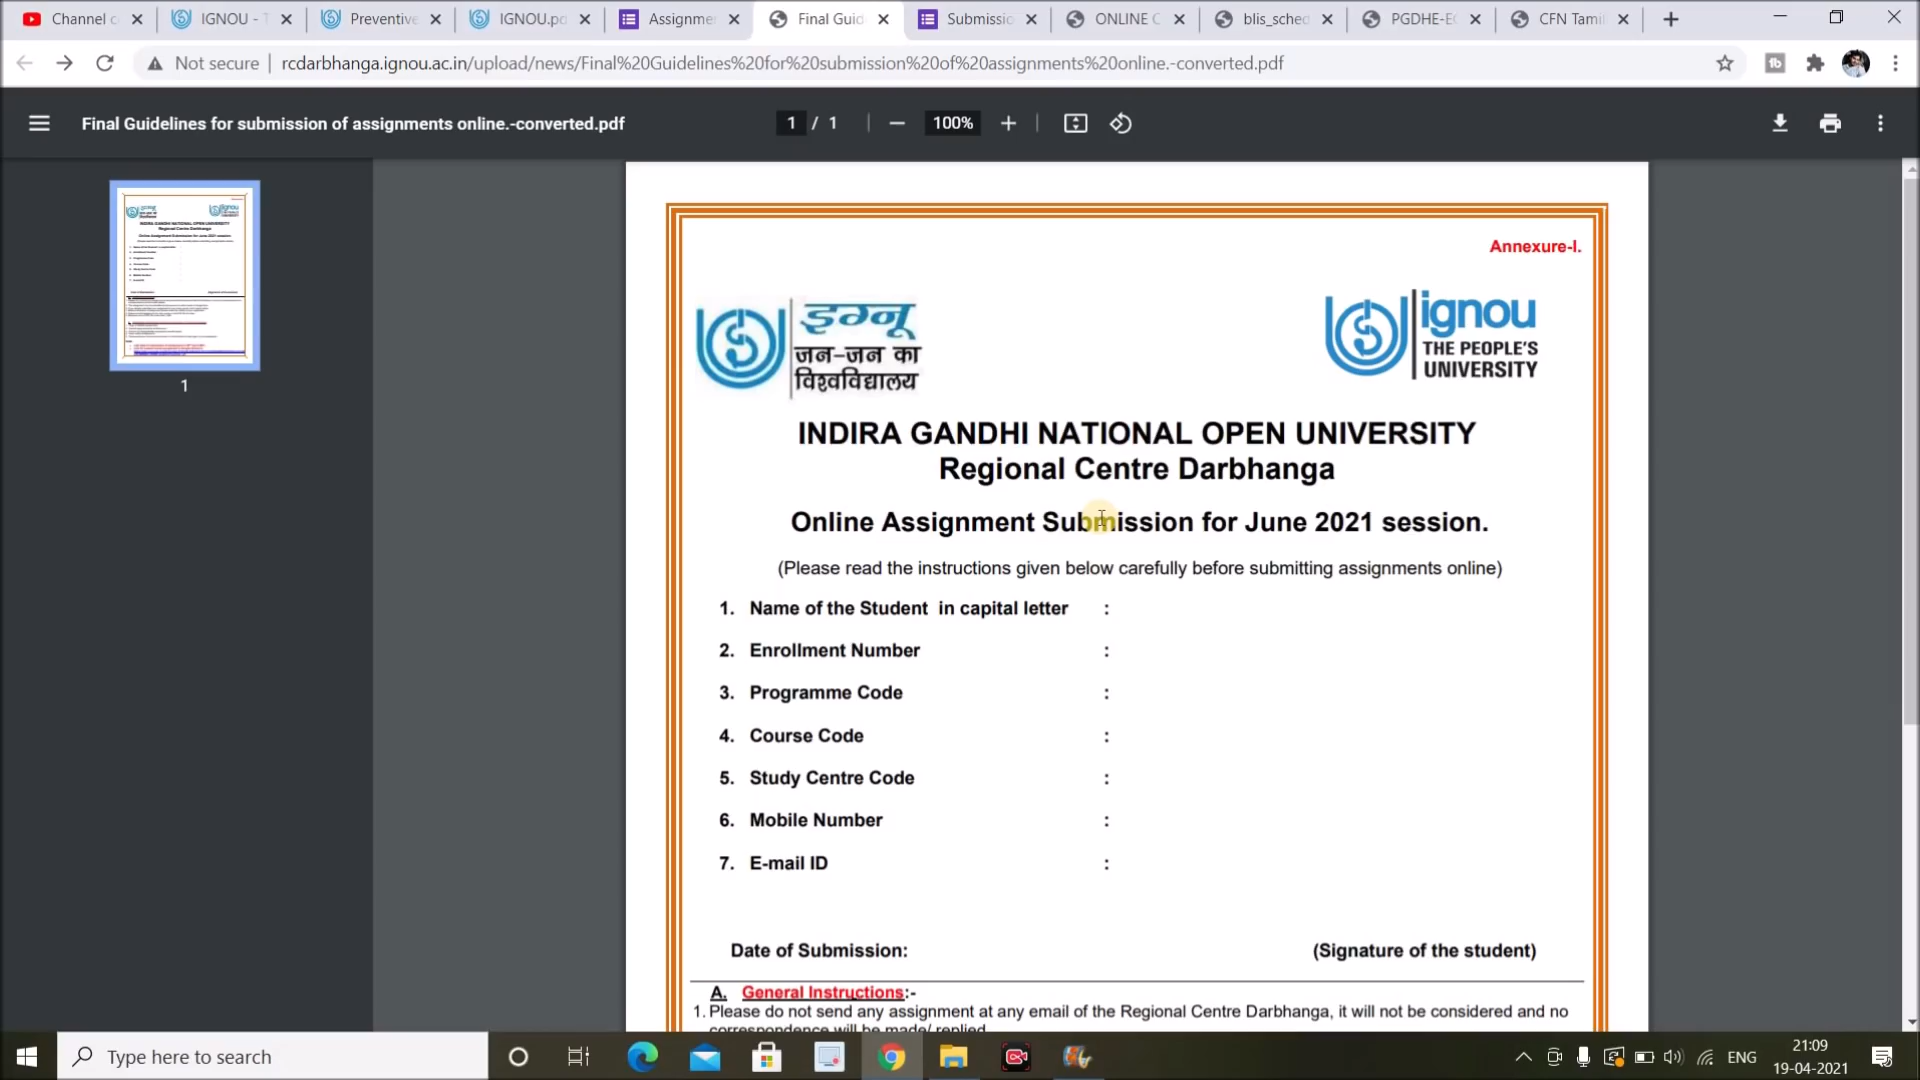 Channel c
IGNOU - T
Preventive
IGNOU.po
Assignme
Final Guid
Submissio
ONLINE C
blis_sched
PGDHE-EC
CFN Tami
Not secure
rcdarbhanga.ignou.ac.in/upload/news/Final%20Guidelines%20for%20submission%20of%20assignments%20online.-converted.pdf
Final Guidelines for submission of assignments online.-converted.pdf
1 / 1
100%
1
Annexure-I.
इग्नू
जन-जन का
विश्वविद्यालय
ignou
THE PEOPLE'S
UNIVERSITY
INDIRA GANDHI NATIONAL OPEN UNIVERSITY
Regional Centre Darbhanga
Online Assignment Submission for June 2021 session.
(Please read the instructions given below carefully before submitting assignments online)
1. Name of the Student in capital letter :
2. Enrollment Number :
3. Programme Code :
4. Course Code :
5. Study Centre Code :
6. Mobile Number :
7. E-mail ID :
Date of Submission: (Signature of the student)
A. General Instructions:-
1. Please do not send any assignment at any email of the Regional Centre Darbhanga, it will not be considered and no
correspondence will be made/ replied
Type here to search
ENG
21:09
19-04-2021